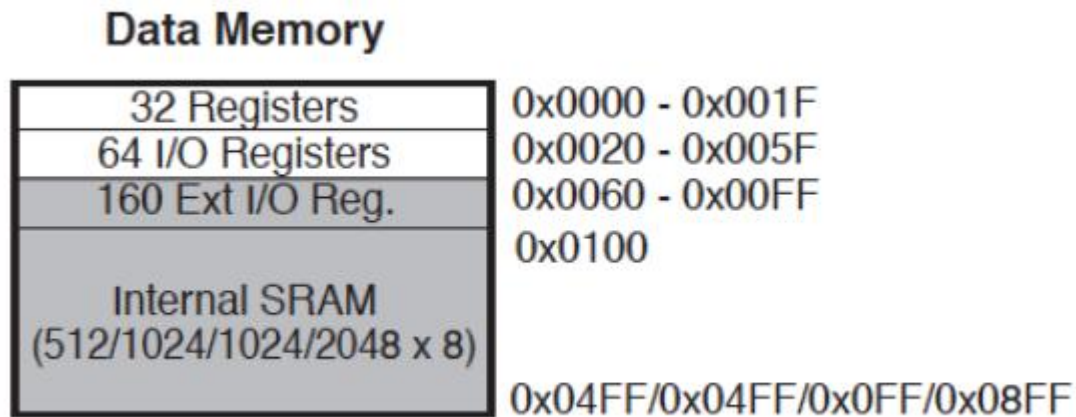 Data Memory
32 Registers 0x0000 - 0x001F
64 I/O Registers 0x0020 - 0x005F
160 Ext I/O Reg. 0x0060 - 0x00FF
0x0100
Internal SRAM
(512/1024/1024/2048 x 8)
0x04FF/0x04FF/0x0FF/0x08FF